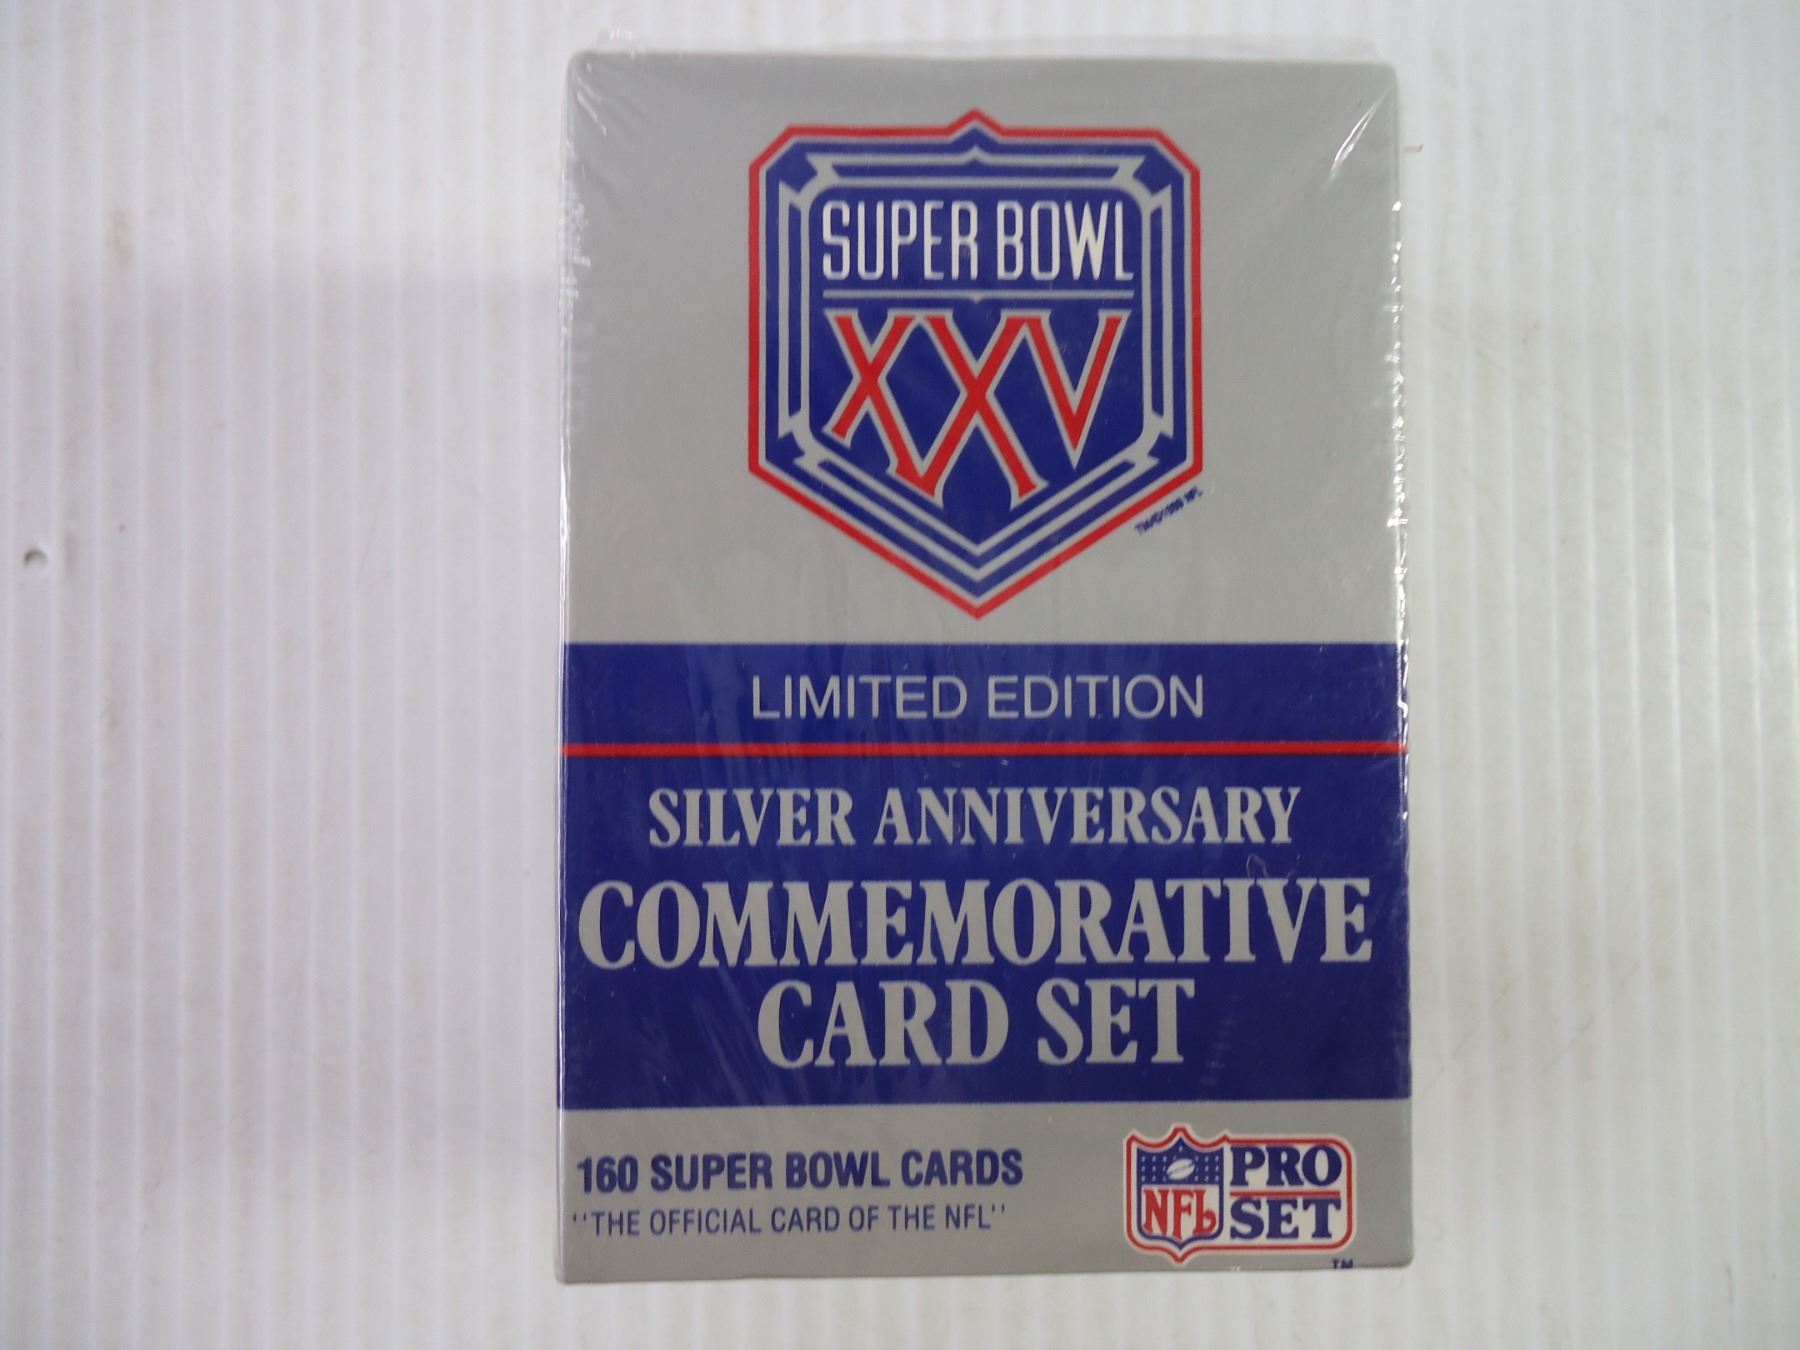 SUPER BOWL
XXV
LIMITED EDITION
SILVER ANNIVERSARY
COMMEMORATIVE
CARD SET
160 SUPER BOWL CARDS
"THE OFFICIAL CARD OF THE NFL"
NFL
PRO
SET
TM